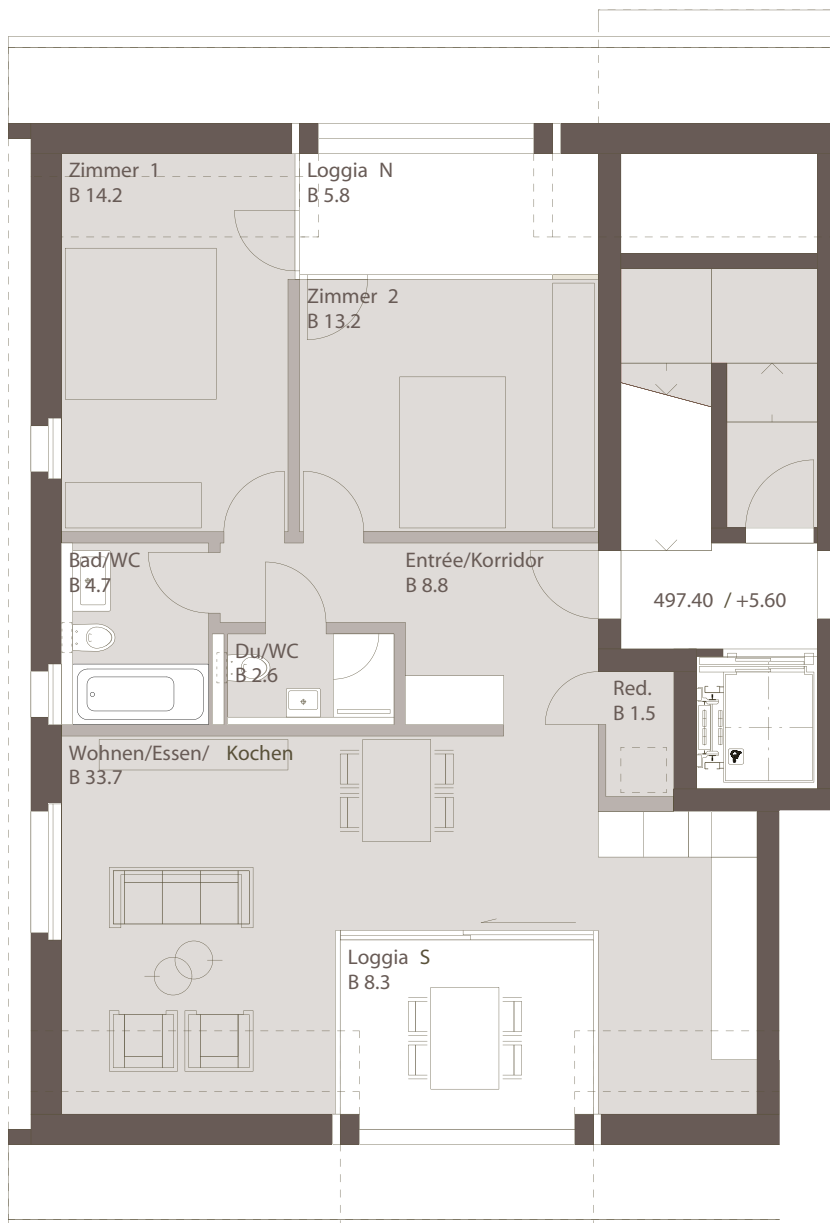 Zimmer 1
B 14.2
Loggia N
B 5.8
Zimmer 2
B 13.2
Bad/WC
B 4.7
Entrée/Korridor
B 8.8
497.40 / +5.60
Du/WC
B 2.6
Red.
B 1.5
Wohnen/Essen/ Kochen
B 33.7
Loggia S
B 8.3